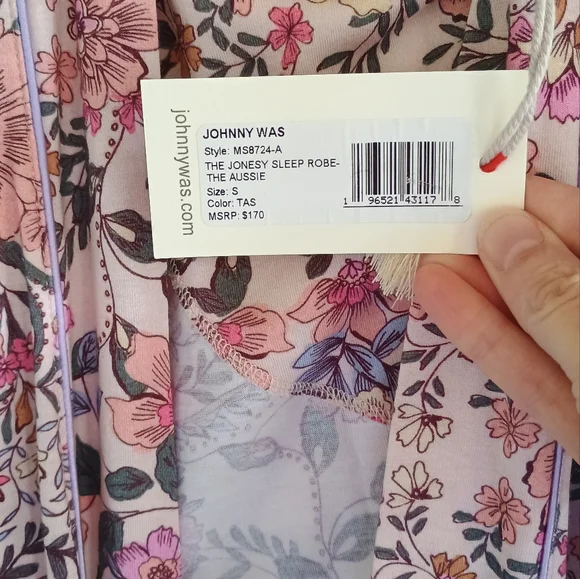 johnnywas.com
JOHNNY WAS
Style: MS8724-A
THE JONESY SLEEP ROBE-
THE AUSSIE
Size: S
Color: TAS
MSRP: $170
1 96521 43117 8